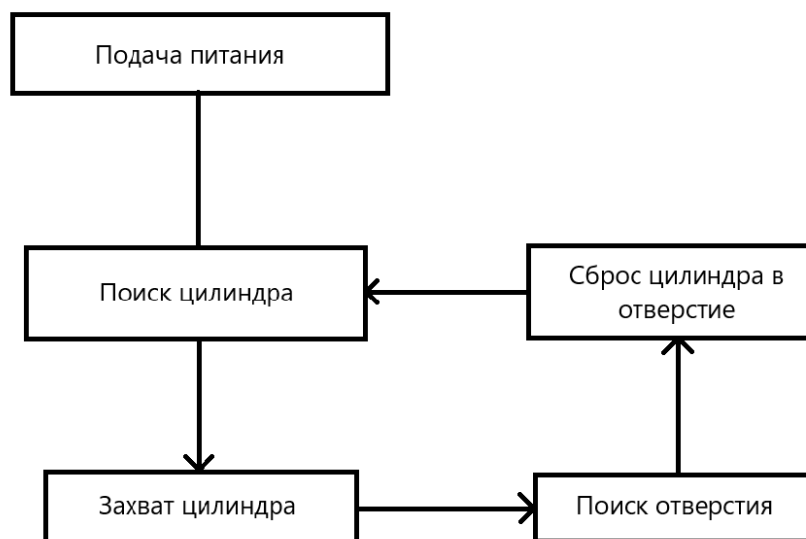 Подача питания
Поиск цилиндра
Сброс цилиндра в
отверстие
Захват цилиндра
Поиск отверстия